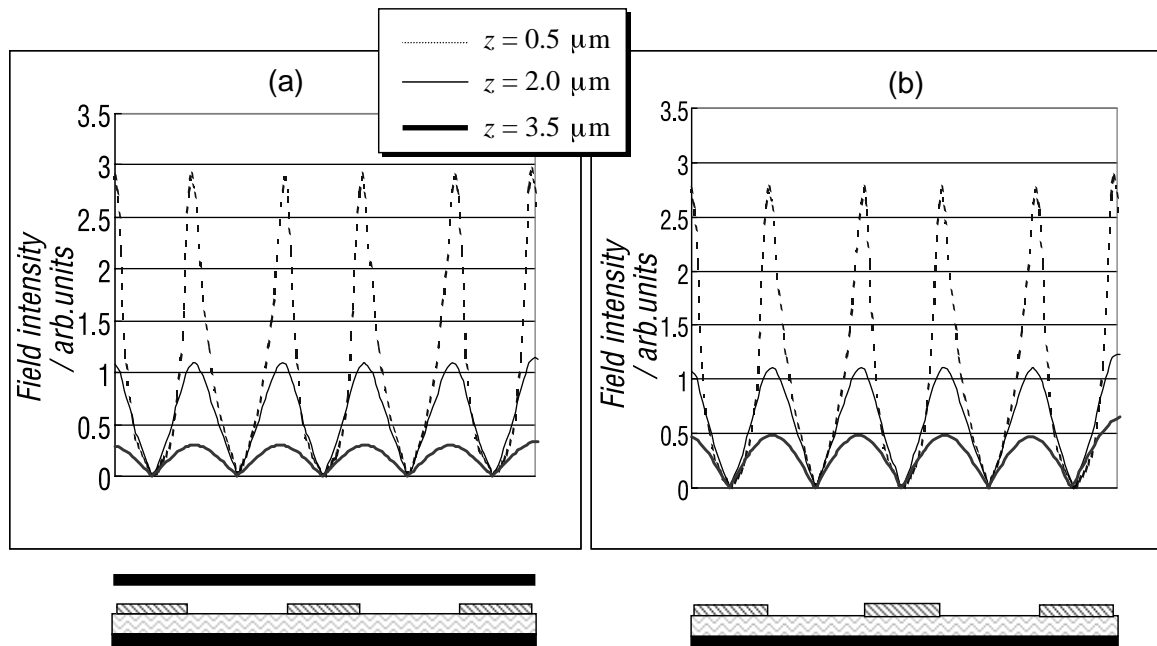 z = 0.5 μm
z = 2.0 μm
z = 3.5 μm
(a)
3.5
3
2.5
2
1.5
1
0.5
0
Field intensity
/ arb.units
(b)
3.5
3
2.5
2
1.5
1
0.5
0
Field intensity
/ arb.units